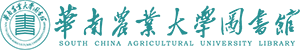 華南農業大學圖書館
SOUTH CHINA AGRICULTURAL UNIVERSITY LIBRARY